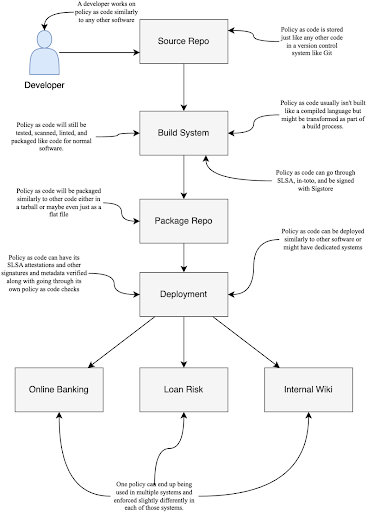 A developer works on
policy as code similarly
to any other software
Source Repo
Policy as code is stored
just like any other code
in a version control
system like Git
Developer
Policy as code will still be
tested, scanned, linted, and
packaged like code for normal
software.
Build System
Policy as code usually isn't built
like a compiled language but
might be transformed as part of
a build process.
Policy as code can go through
SLSA, in-toto, and be signed
with Sigstore
Policy as code will be packaged
similarly to other code either in
a tarball or maybe even just as a
flat file
Package Repo
Policy as code can be deployed
similarly to other software or
might have dedicated systems
Policy as code can have its
SLSA attestations and other
signatures and metadata verified
along with going through its
own policy as code checks
Deployment
Online Banking
Loan Risk
Internal Wiki
One policy can end up being
used in multiple systems and
enforced slightly differently in
each of those systems.